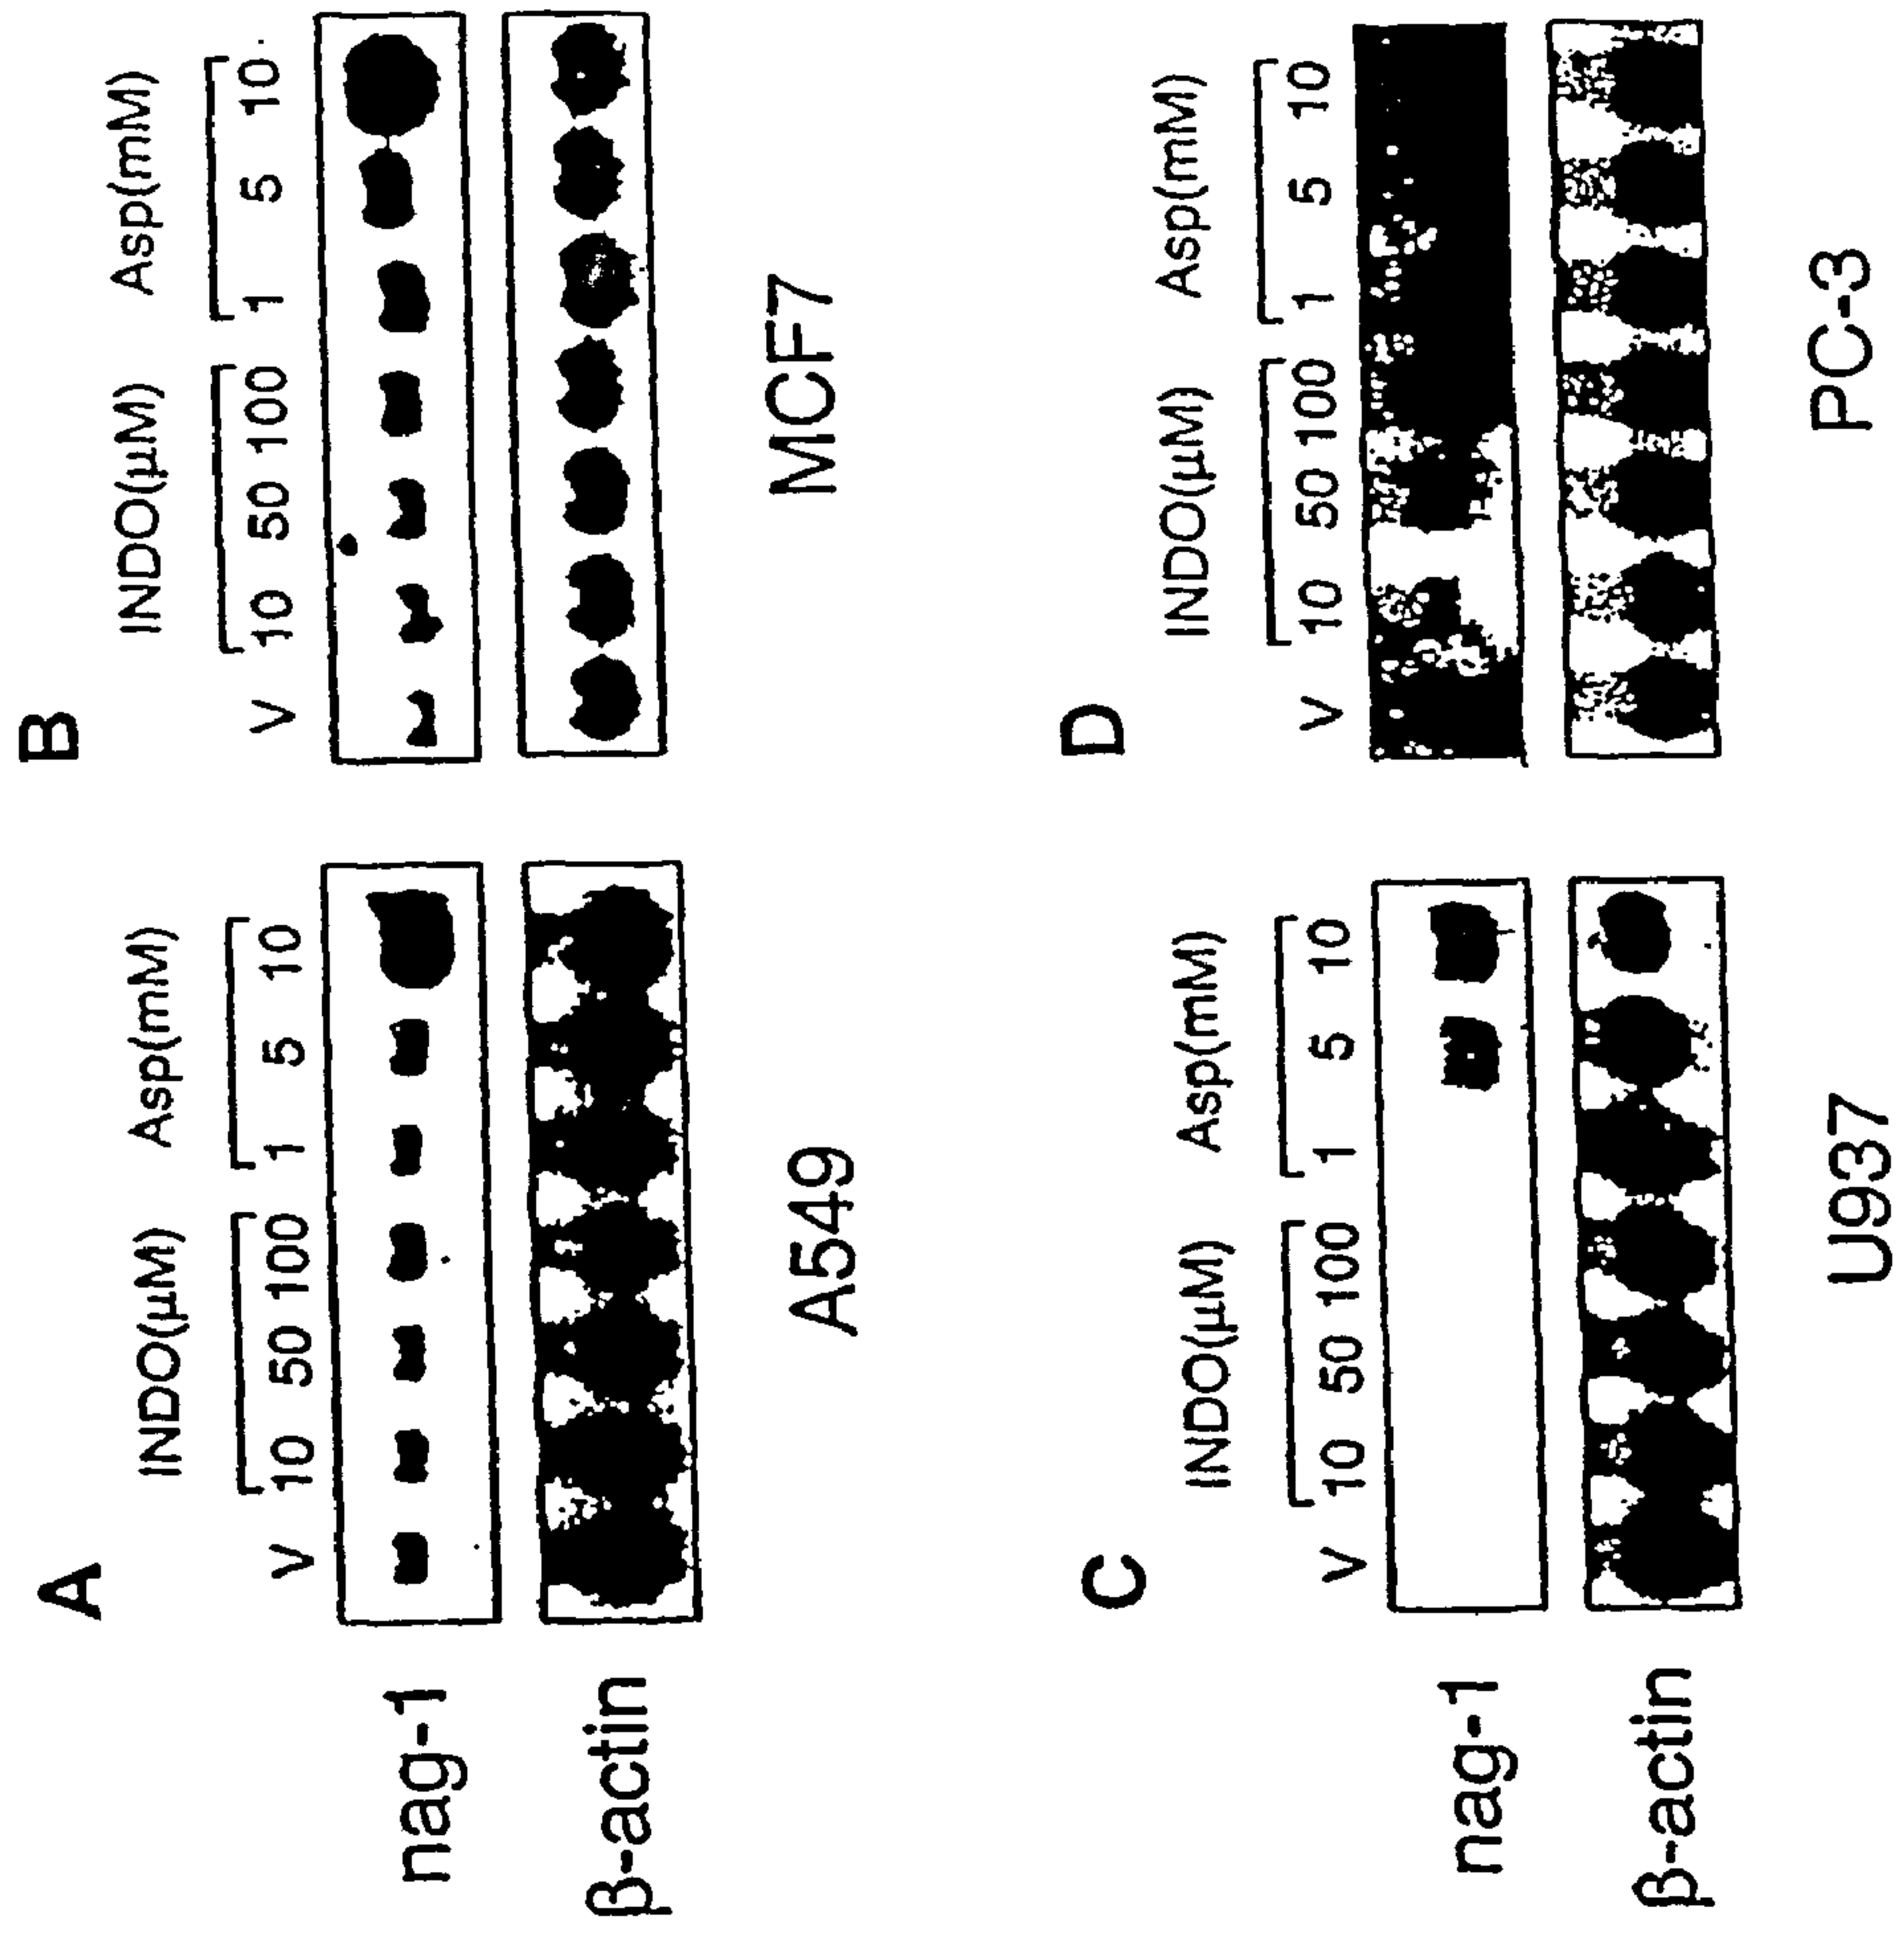 A
INDO(μM) Asp(mM)
V 10 50 100 1 5 10
nag-1
β-actin
A549
B
INDO(μM) Asp(mM)
V 10 50 100 1 5 10
MCF7
C
INDO(μM) Asp(mM)
V 10 50 100 1 5 10
nag-1
β-actin
U937
D
INDO(μM) Asp(mM)
V 10 50 100 1 5 10
PC-3